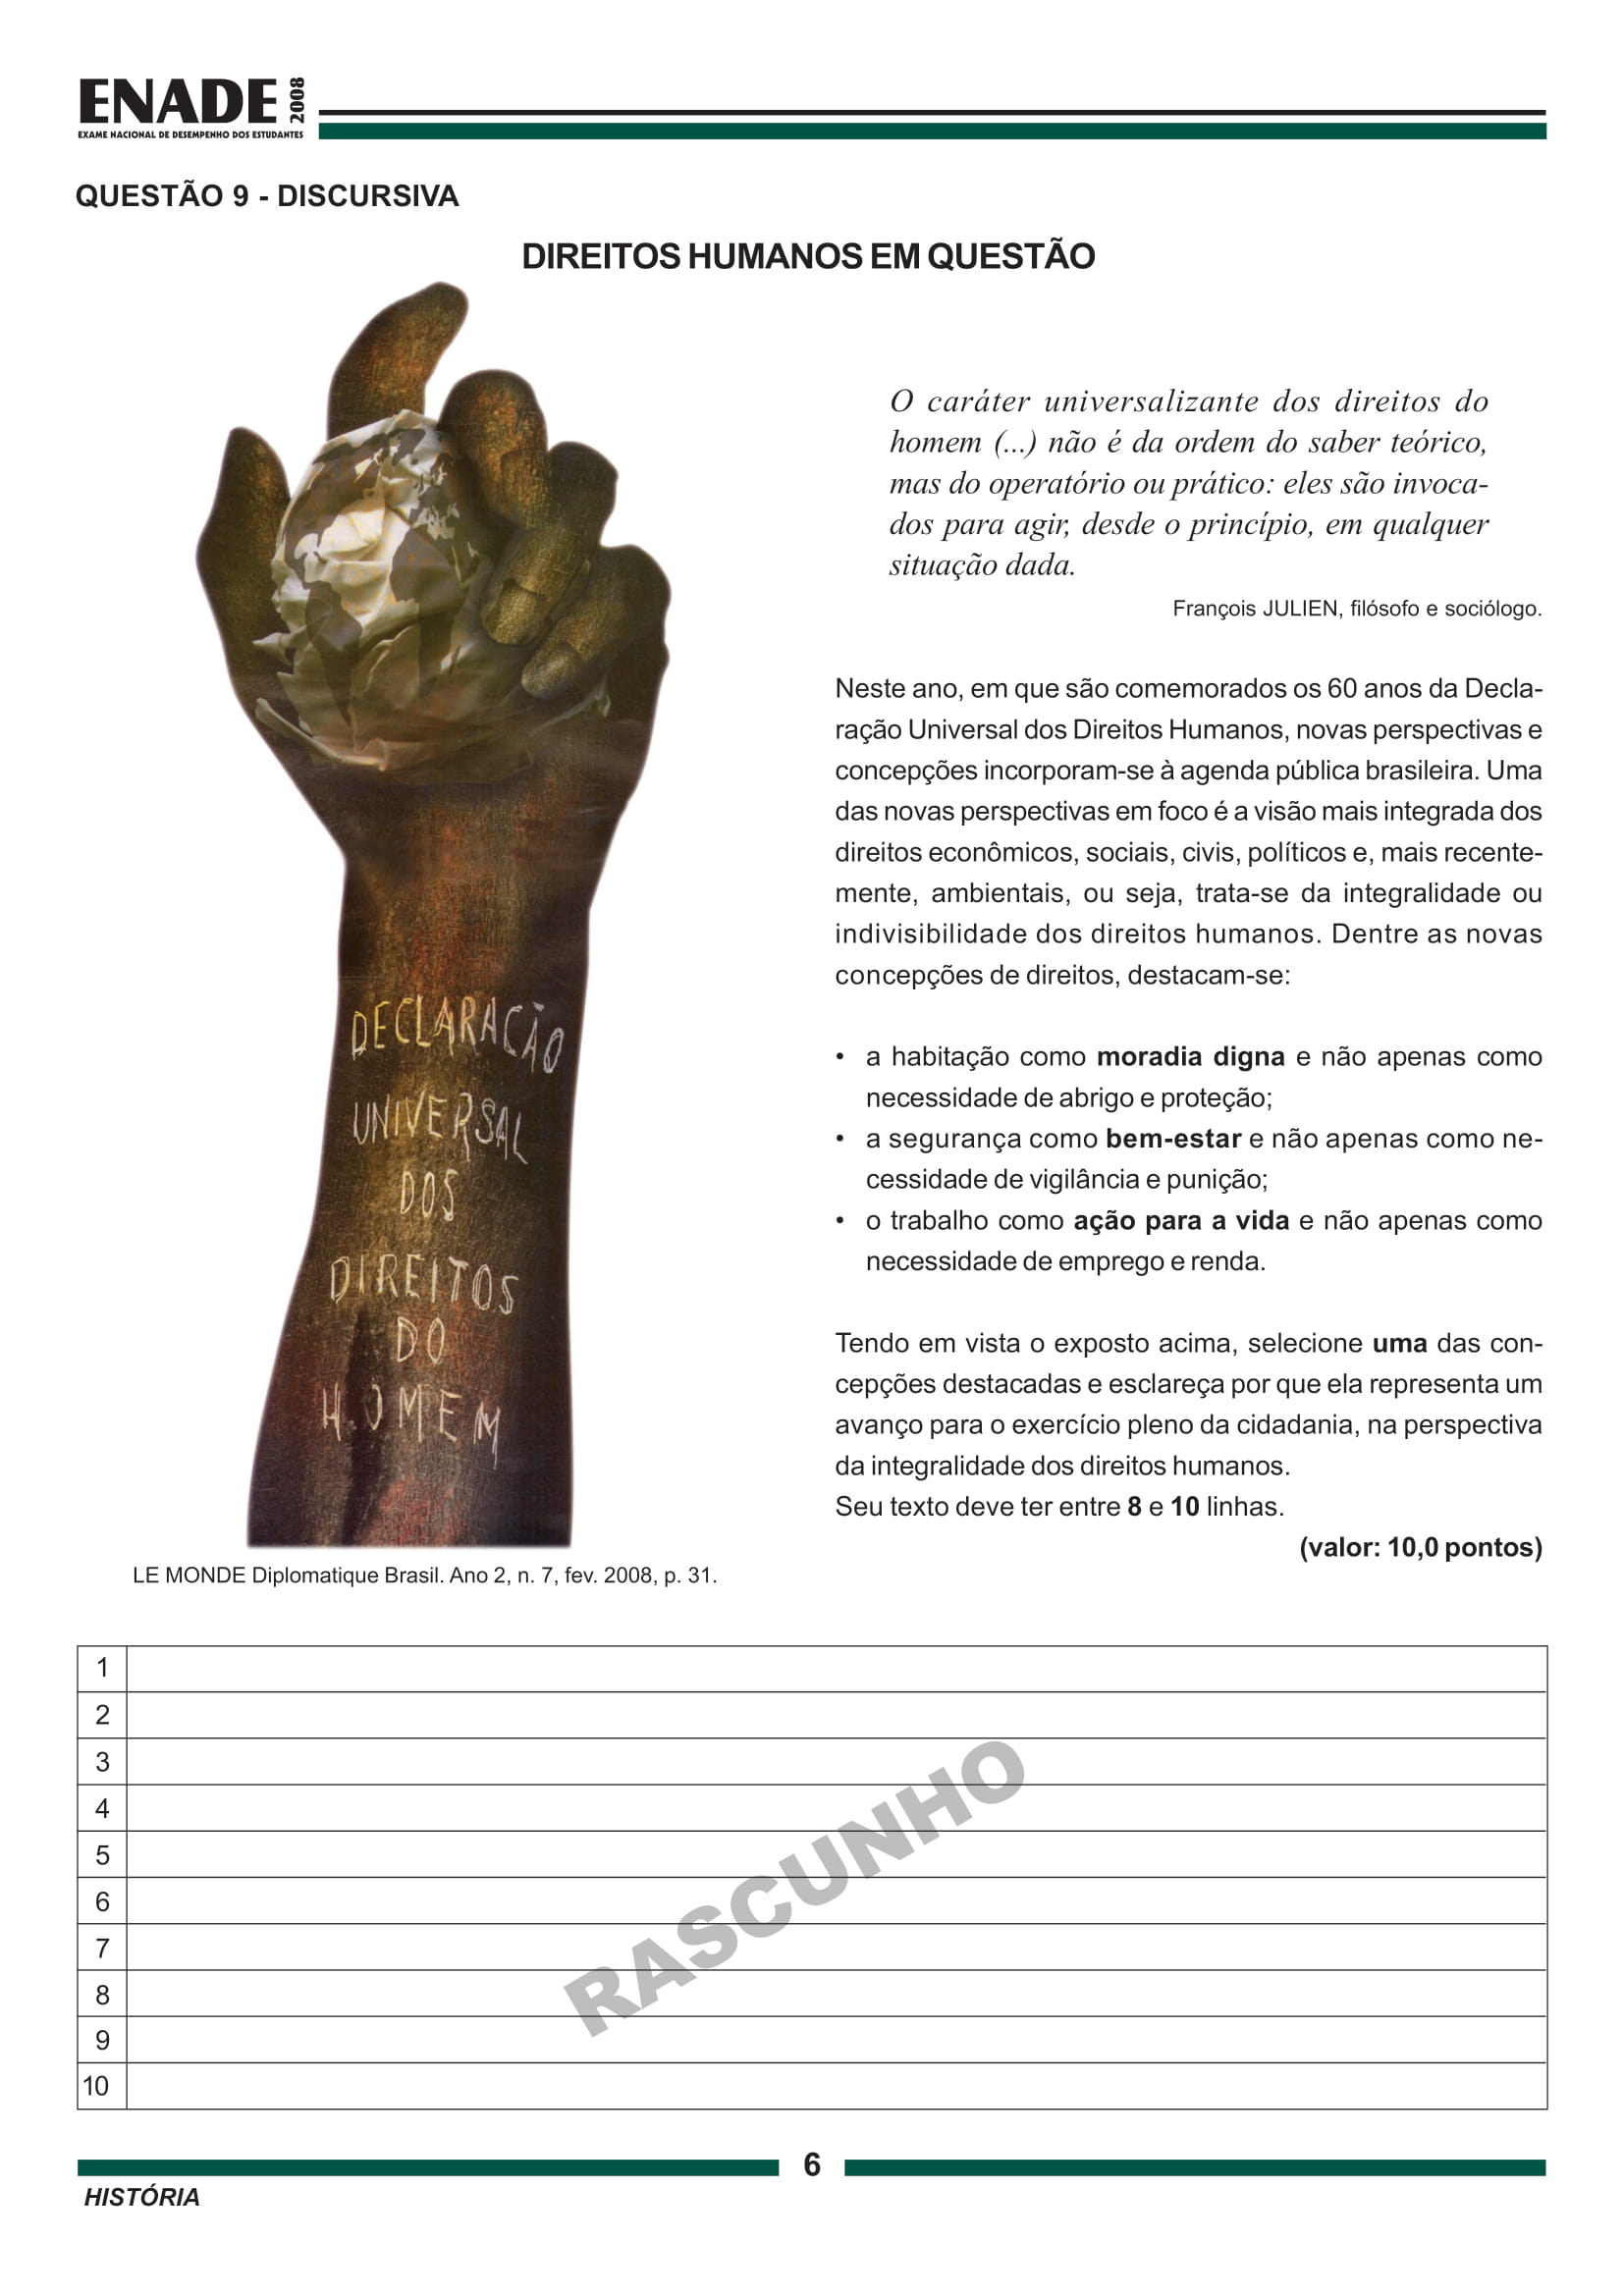 ENADE 2008
EXAME NACIONAL DE DESEMPENHO DOS ESTUDANTES
QUESTÃO 9 - DISCURSIVA
DIREITOS HUMANOS EM QUESTÃO
O caráter universalizante dos direitos do
homem (...) não é da ordem do saber teórico,
mas do operatório ou prático: eles são invoca-
dos para agir, desde o princípio, em qualquer
situação dada.
François JULIEN, filósofo e sociólogo.
Neste ano, em que são comemorados os 60 anos da Decla-
ração Universal dos Direitos Humanos, novas perspectivas e
concepções incorporam-se à agenda pública brasileira. Uma
das novas perspectivas em foco é a visão mais integrada dos
direitos econômicos, sociais, civis, políticos e, mais recente-
mente, ambientais, ou seja, trata-se da integralidade ou
indivisibilidade dos direitos humanos. Dentre as novas
concepções de direitos, destacam-se:
• a habitação como moradia digna e não apenas como
necessidade de abrigo e proteção;
• a segurança como bem-estar e não apenas como ne-
cessidade de vigilância e punição;
• o trabalho como ação para a vida e não apenas como
necessidade de emprego e renda.
Tendo em vista o exposto acima, selecione uma das con-
cepções destacadas e esclareça por que ela representa um
avanço para o exercício pleno da cidadania, na perspectiva
da integralidade dos direitos humanos.
Seu texto deve ter entre 8 e 10 linhas.
(valor: 10,0 pontos)
DECLARAÇÃO
UNIVERSAL
DOS
DIREITOS
DO
HOMEM
LE MONDE Diplomatique Brasil. Ano 2, n. 7, fev. 2008, p. 31.
1
2
3
4
5
6
7
8
9
10
RASCUNHO
6
HISTÓRIA